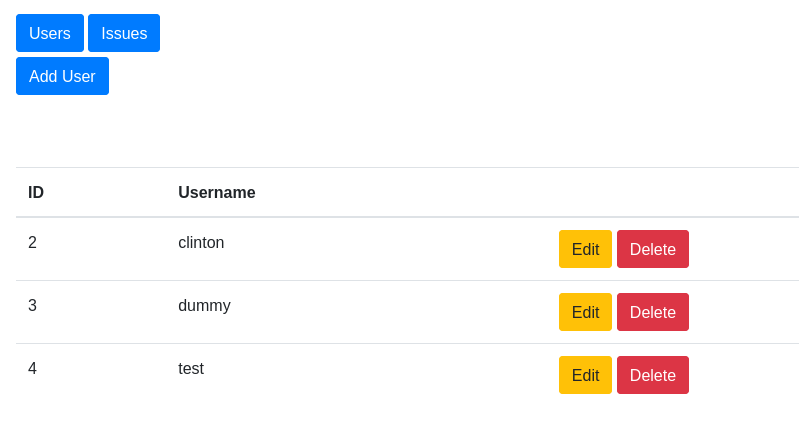 Users Issues
Add User
ID Username
2 clinton Edit Delete
3 dummy Edit Delete
4 test Edit Delete